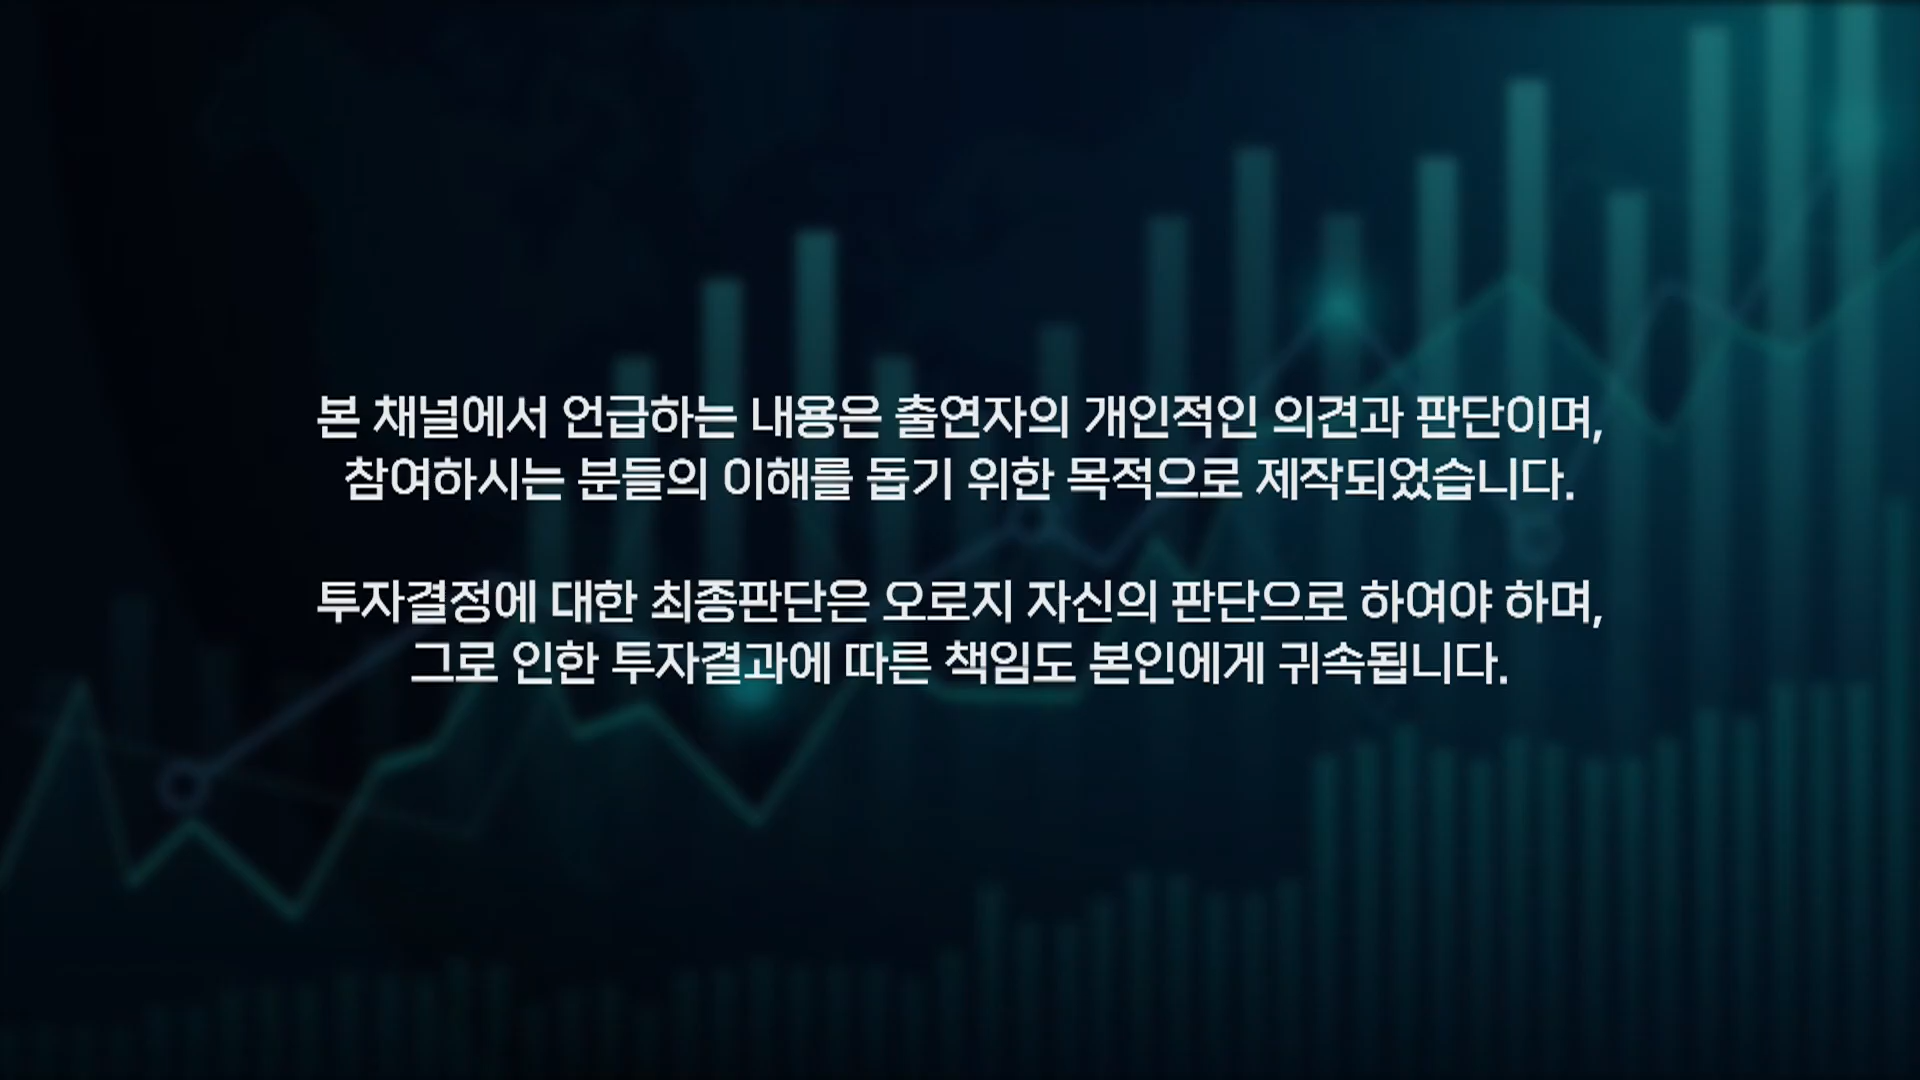 본 채널에서 언급하는 내용은 출연자의 개인적인 의견과 판단이며,
참여하시는 분들의 이해를 돕기 위한 목적으로 제작되었습니다.
투자결정에 대한 최종판단은 오로지 자신의 판단으로 하여야 하며,
그로 인한 투자결과에 따른 책임도 본인에게 귀속됩니다.